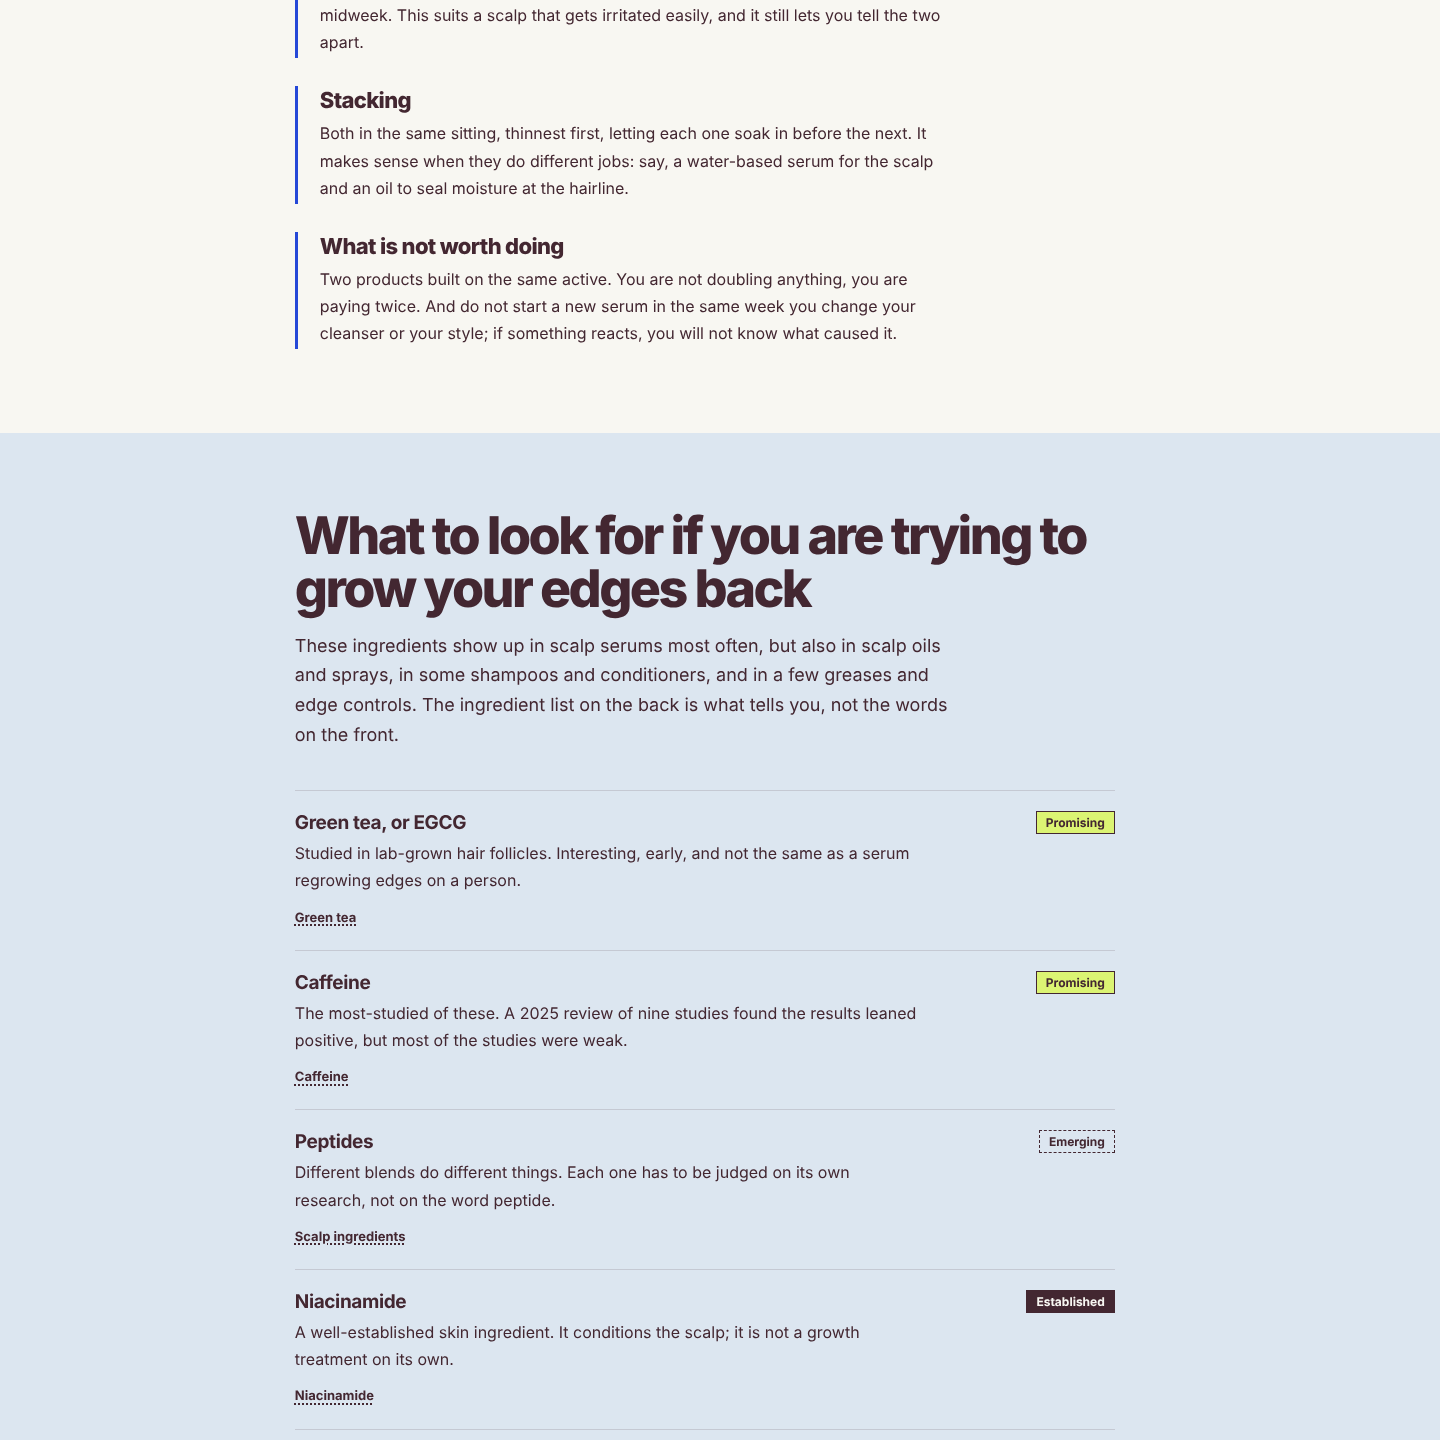 midweek. This suits a scalp that gets irritated easily, and it still lets you tell the two
apart.
Stacking
Both in the same sitting, thinnest first, letting each one soak in before the next. It
makes sense when they do different jobs: say, a water-based serum for the scalp
and an oil to seal moisture at the hairline.
What is not worth doing
Two products built on the same active. You are not doubling anything, you are
paying twice. And do not start a new serum in the same week you change your
cleanser or your style; if something reacts, you will not know what caused it.
What to look for if you are trying to
grow your edges back
These ingredients show up in scalp serums most often, but also in scalp oils
and sprays, in some shampoos and conditioners, and in a few greases and
edge controls. The ingredient list on the back is what tells you, not the words
on the front.
Green tea, or EGCG
Promising
Studied in lab-grown hair follicles. Interesting, early, and not the same as a serum
regrowing edges on a person.
Green tea
Caffeine
Promising
The most-studied of these. A 2025 review of nine studies found the results leaned
positive, but most of the studies were weak.
Caffeine
Peptides
Emerging
Different blends do different things. Each one has to be judged on its own
research, not on the word peptide.
Scalp ingredients
Niacinamide
Established
A well-established skin ingredient. It conditions the scalp; it is not a growth
treatment on its own.
Niacinamide